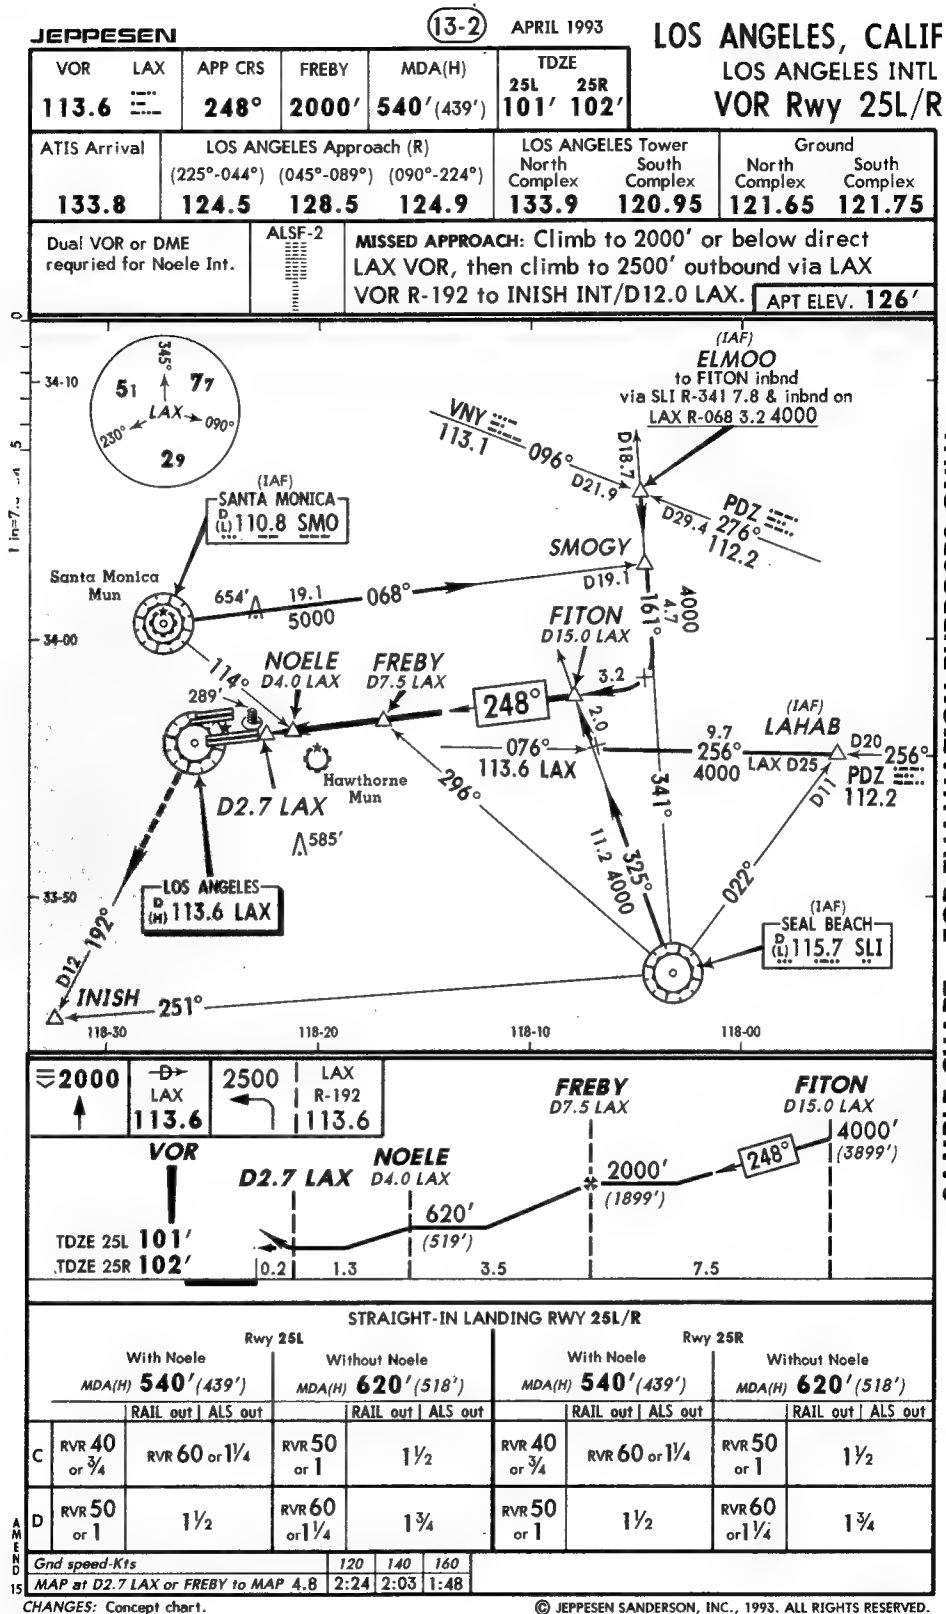 JEPPESEN
13-2
APRIL 1993
LOS ANGELES, CALIF
LOS ANGELES INTL
VOR Rwy 25L/R
VOR LAX
113.6
APP CRS
248°
FREBY
2000'
MDA(H)
540'(439')
TDZE
25L 25R
101' 102'
ATIS Arrival
133.8
LOS ANGELES Approach (R)
(225°-044°) (045°-089°) (090°-224°)
124.5 128.5 124.9
LOS ANGELES Tower
North Complex
133.9
South Complex
120.95
Ground
North Complex
121.65
South Complex
121.75
Dual VOR or DME
requried for Noele Int.
ALSF-2
MISSED APPROACH: Climb to 2000' or below direct
LAX VOR, then climb to 2500' outbound via LAX
VOR R-192 to INISH INT/D12.0 LAX.
APT ELEV. 126'
0
5
34-10
345°
51
77
LAX
090°
230°
29
(IAF)
ELMOO
to FITON inbnd
via SLI R-341 7.8 & inbnd on
LAX R-068 3.2 4000
VNY
113.1
096°
D21.9
D18.7
D29.4
PDZ
276°
112.2
(IAF)
SANTA MONICA
D
(L) 110.8 SMO
SMOGY
D19.1
Santa Monica
Mun
654'
19.1
5000
068°
161°
4000
4.7
34-00
FITON
D15.0 LAX
114°
NOELE
D4.0 LAX
FREBY
D7.5 LAX
3.2
289'
248°
2.0
(IAF)
LAHAB
9.7
256°
4000
LAX D25
D20
256°
PDZ
112.2
076°
113.6 LAX
Hawthorne
Mun
296°
341°
D11
D2.7 LAX
585'
33-50
LOS ANGELES
D
(H) 113.6 LAX
325°
11.2 4000
022°
(IAF)
SEAL BEACH
D
(L) 115.7 SLI
192°
D12
INISH
251°
118-30
118-20
118-10
118-00
2000
D
LAX
113.6
2500
LAX
R-192
113.6
FREBY
D7.5 LAX
FITON
D15.0 LAX
4000'
(3899')
248°
2000'
(1899')
VOR
D2.7 LAX
NOELE
D4.0 LAX
620'
(519')
TDZE 25L 101'
TDZE 25R 102'
0.2
1.3
3.5
7.5
STRAIGHT-IN LANDING RWY 25L/R
Rwy 25L
Rwy 25R
With Noele
Without Noele
With Noele
Without Noele
MDA(H) 540'(439')
MDA(H) 620'(518')
MDA(H) 540'(439')
MDA(H) 620'(518')
RAIL out ALS out
RAIL out ALS out
RAIL out ALS out
RAIL out ALS out
C
RVR 40 or 3/4
RVR 60 or 1 1/4
RVR 50 or 1
1 1/2
RVR 40 or 3/4
RVR 60 or 1 1/4
RVR 50 or 1
1 1/2
D
RVR 50 or 1
1 1/2
RVR 60 or 1 1/4
1 3/4
RVR 50 or 1
1 1/2
RVR 60 or 1 1/4
1 3/4
AMEND 15
Gnd speed-Kts 120 140 160
MAP at D2.7 LAX or FREBY to MAP 4.8 2:24 2:03 1:48
CHANGES: Concept chart.
© JEPPESEN SANDERSON, INC., 1993. ALL RIGHTS RESERVED.